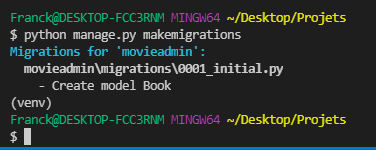 Franck@DESKTOP-FCC3RNM MINGW64 ~/Desktop/Projets
$ python manage.py makemigrations
Migrations for 'movieadmin':
  movieadmin\migrations\0001_initial.py
    - Create model Book
(venv)
Franck@DESKTOP-FCC3RNM MINGW64 ~/Desktop/Projets
$